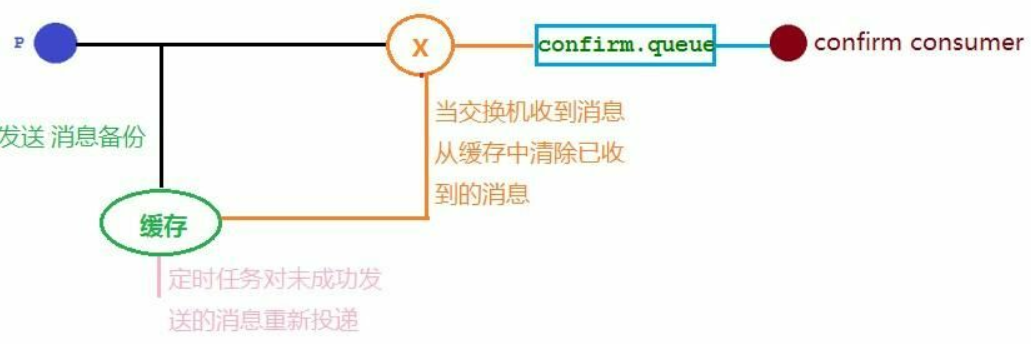 P
X
confirm.queue
confirm consumer
当交换机收到消息
从缓存中清除已收
到的消息
发送 消息备份
缓存
定时任务对未成功发
送的消息重新投递